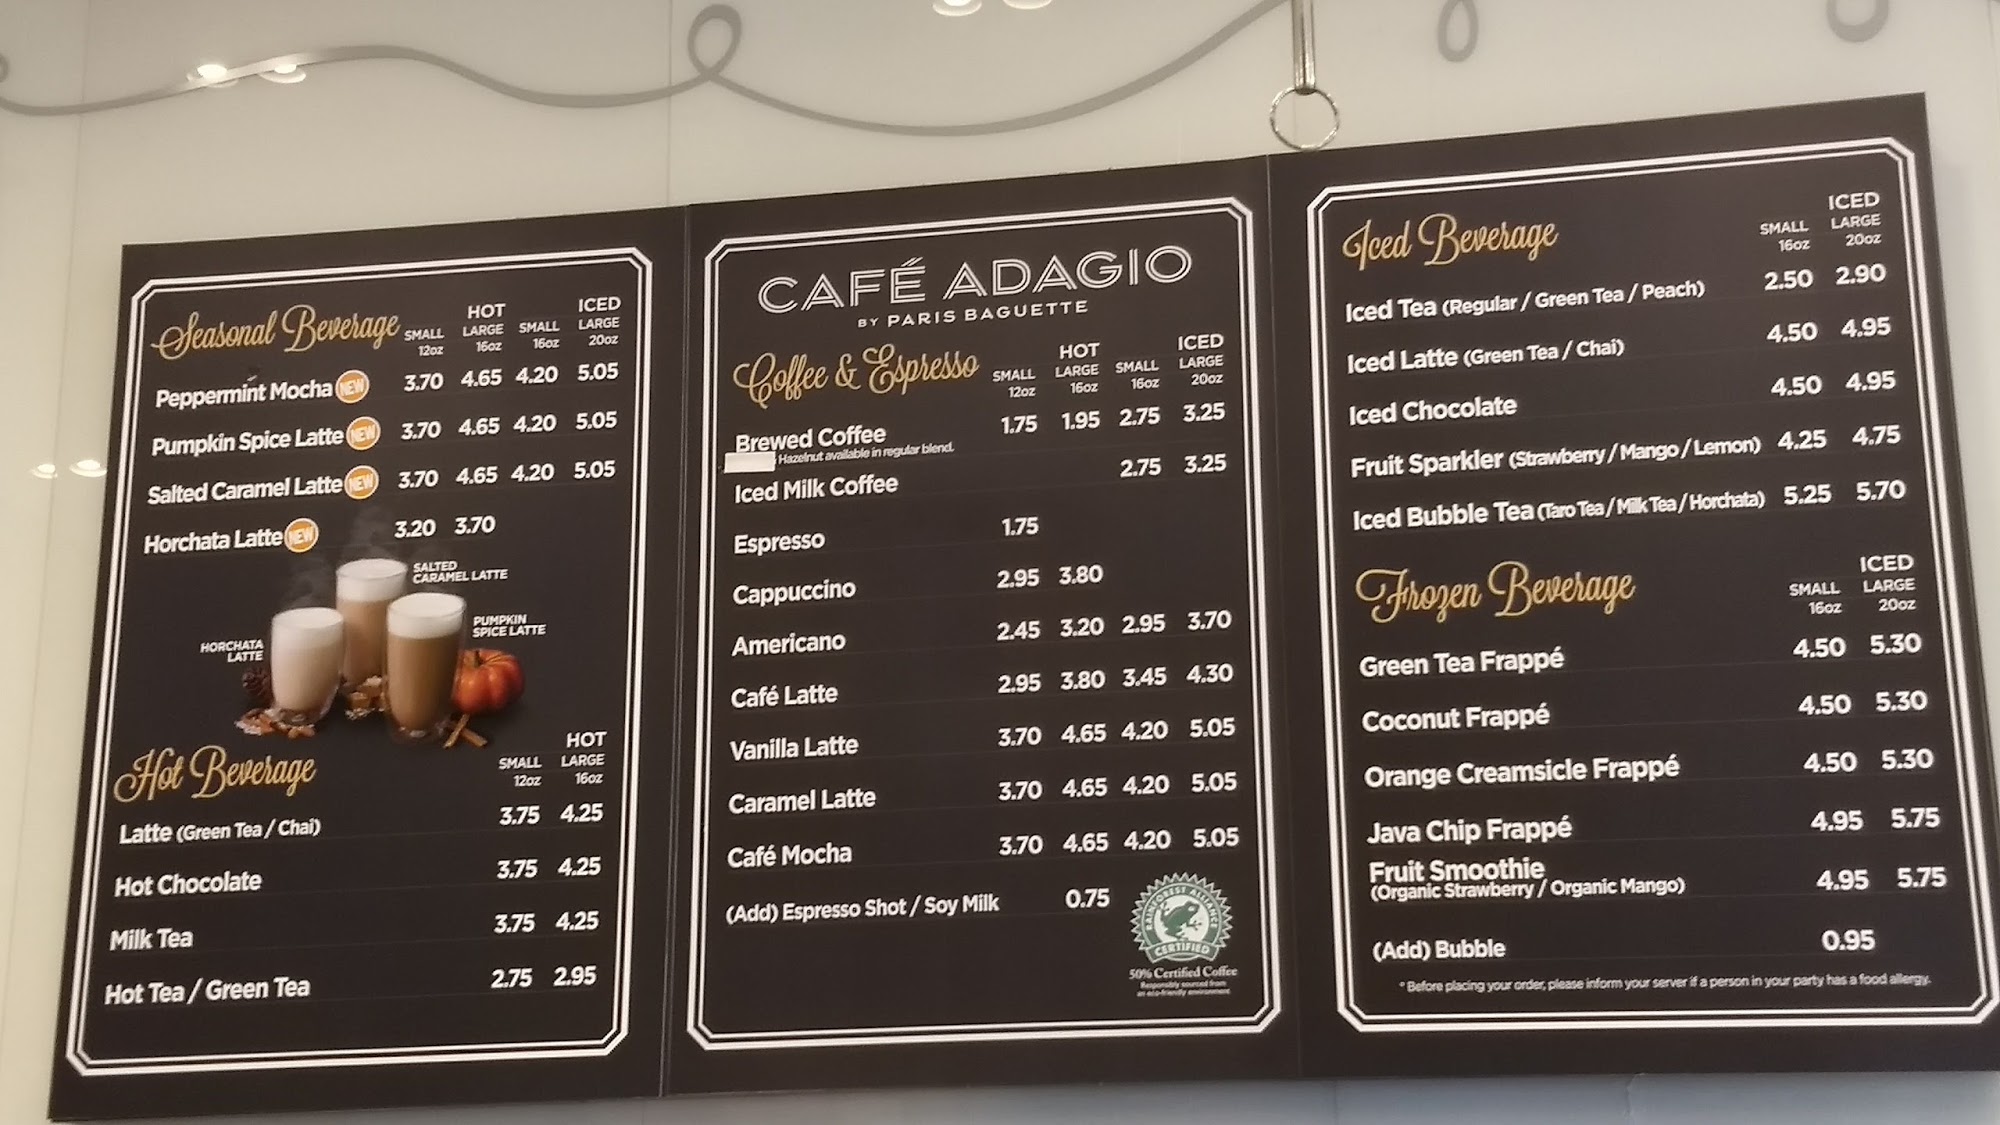 Seasonal Beverage
HOT ICED
SMALL LARGE SMALL LARGE
12oz 16oz 16oz 20oz
Peppermint Mocha NEW 3.70 4.65 4.20 5.05
Pumpkin Spice Latte NEW 3.70 4.65 4.20 5.05
Salted Caramel Latte NEW 3.70 4.65 4.20 5.05
Horchata Latte NEW 3.20 3.70
SALTED
CARAMEL LATTE
PUMPKIN
SPICE LATTE
HORCHATA
LATTE
Hot Beverage
HOT
SMALL LARGE
12oz 16oz
Latte (Green Tea / Chai) 3.75 4.25
Hot Chocolate 3.75 4.25
Milk Tea 3.75 4.25
Hot Tea / Green Tea 2.75 2.95
CAFÉ ADAGIO
BY PARIS BAGUETTE
Coffee & Espresso
HOT ICED
SMALL LARGE SMALL LARGE
12oz 16oz 16oz 20oz
Brewed Coffee 1.75 1.95 2.75 3.25
Hazelnut available in regular blend.
Iced Milk Coffee 2.75 3.25
Espresso 1.75
Cappuccino 2.95 3.80
Americano 2.45 3.20 2.95 3.70
Café Latte 2.95 3.80 3.45 4.30
Vanilla Latte 3.70 4.65 4.20 5.05
Caramel Latte 3.70 4.65 4.20 5.05
Café Mocha 3.70 4.65 4.20 5.05
(Add) Espresso Shot / Soy Milk 0.75
RAINFOREST ALLIANCE
CERTIFIED
50% Certified Coffee
Responsibly sourced from
an eco-friendly environment
Iced Beverage
ICED
SMALL LARGE
16oz 20oz
Iced Tea (Regular / Green Tea / Peach) 2.50 2.90
Iced Latte (Green Tea / Chai) 4.50 4.95
Iced Chocolate 4.50 4.95
Fruit Sparkler (Strawberry / Mango / Lemon) 4.25 4.75
Iced Bubble Tea (Taro Tea / Milk Tea / Horchata) 5.25 5.70
Frozen Beverage
ICED
SMALL LARGE
16oz 20oz
Green Tea Frappé 4.50 5.30
Coconut Frappé 4.50 5.30
Orange Creamsicle Frappé 4.50 5.30
Java Chip Frappé 4.95 5.75
Fruit Smoothie
(Organic Strawberry / Organic Mango) 4.95 5.75
(Add) Bubble 0.95
* Before placing your order, please inform your server if a person in your party has a food allergy.